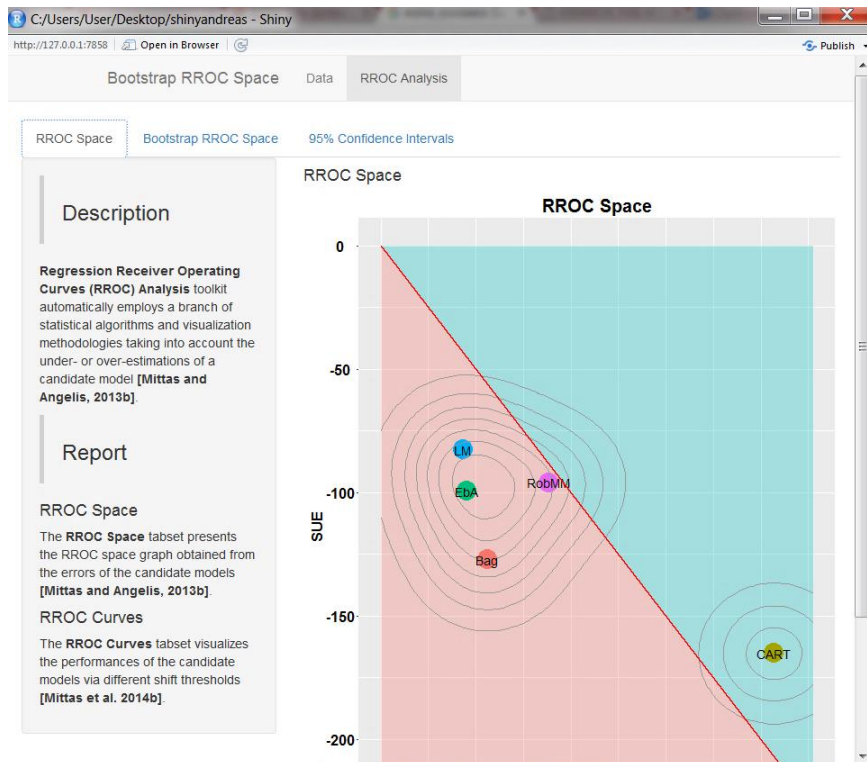 C:/Users/User/Desktop/shinyandreas - Shiny
http://127.0.0.1:7858 Open in Browser Publish
Bootstrap RROC Space Data RROC Analysis
RROC Space Bootstrap RROC Space 95% Confidence Intervals
Description
Regression Receiver Operating
Curves (RROC) Analysis toolkit
automatically employs a branch of
statistical algorithms and visualization
methodologies taking into account the
under- or over-estimations of a
candidate model [Mittas and
Angelis, 2013b].
Report
RROC Space
The RROC Space tabset presents
the RROC space graph obtained from
the errors of the candidate models
[Mittas and Angelis, 2013b].
RROC Curves
The RROC Curves tabset visualizes
the performances of the candidate
models via different shift thresholds
[Mittas et al. 2014b].
RROC Space
RROC Space
0
-50
-100
-150
-200
SUE
LM
EbA
RobMM
Bag
CART